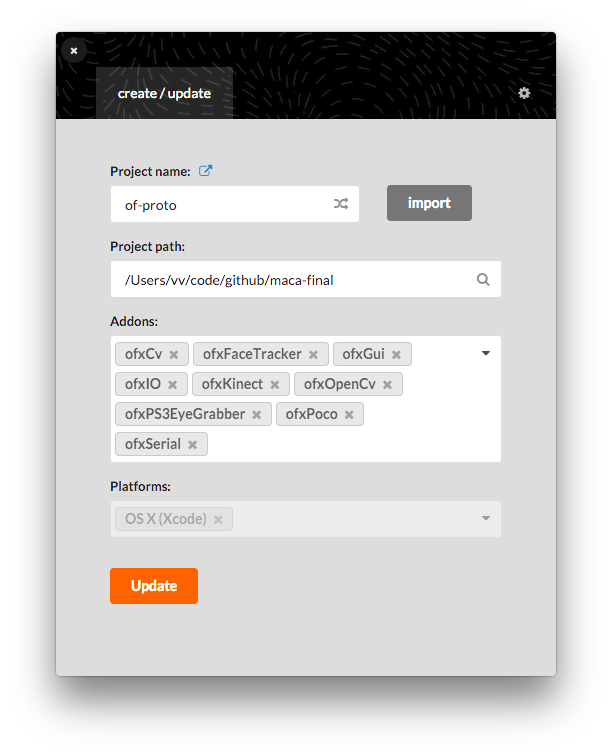 create / update
Project name:
of-proto
import
Project path:
/Users/vv/code/github/maca-final
Addons:
ofxCv ofxFaceTracker ofxGui
ofxIO ofxKinect ofxOpenCv
ofxPS3EyeGrabber ofxPoco
ofxSerial
Platforms:
OS X (Xcode)
Update